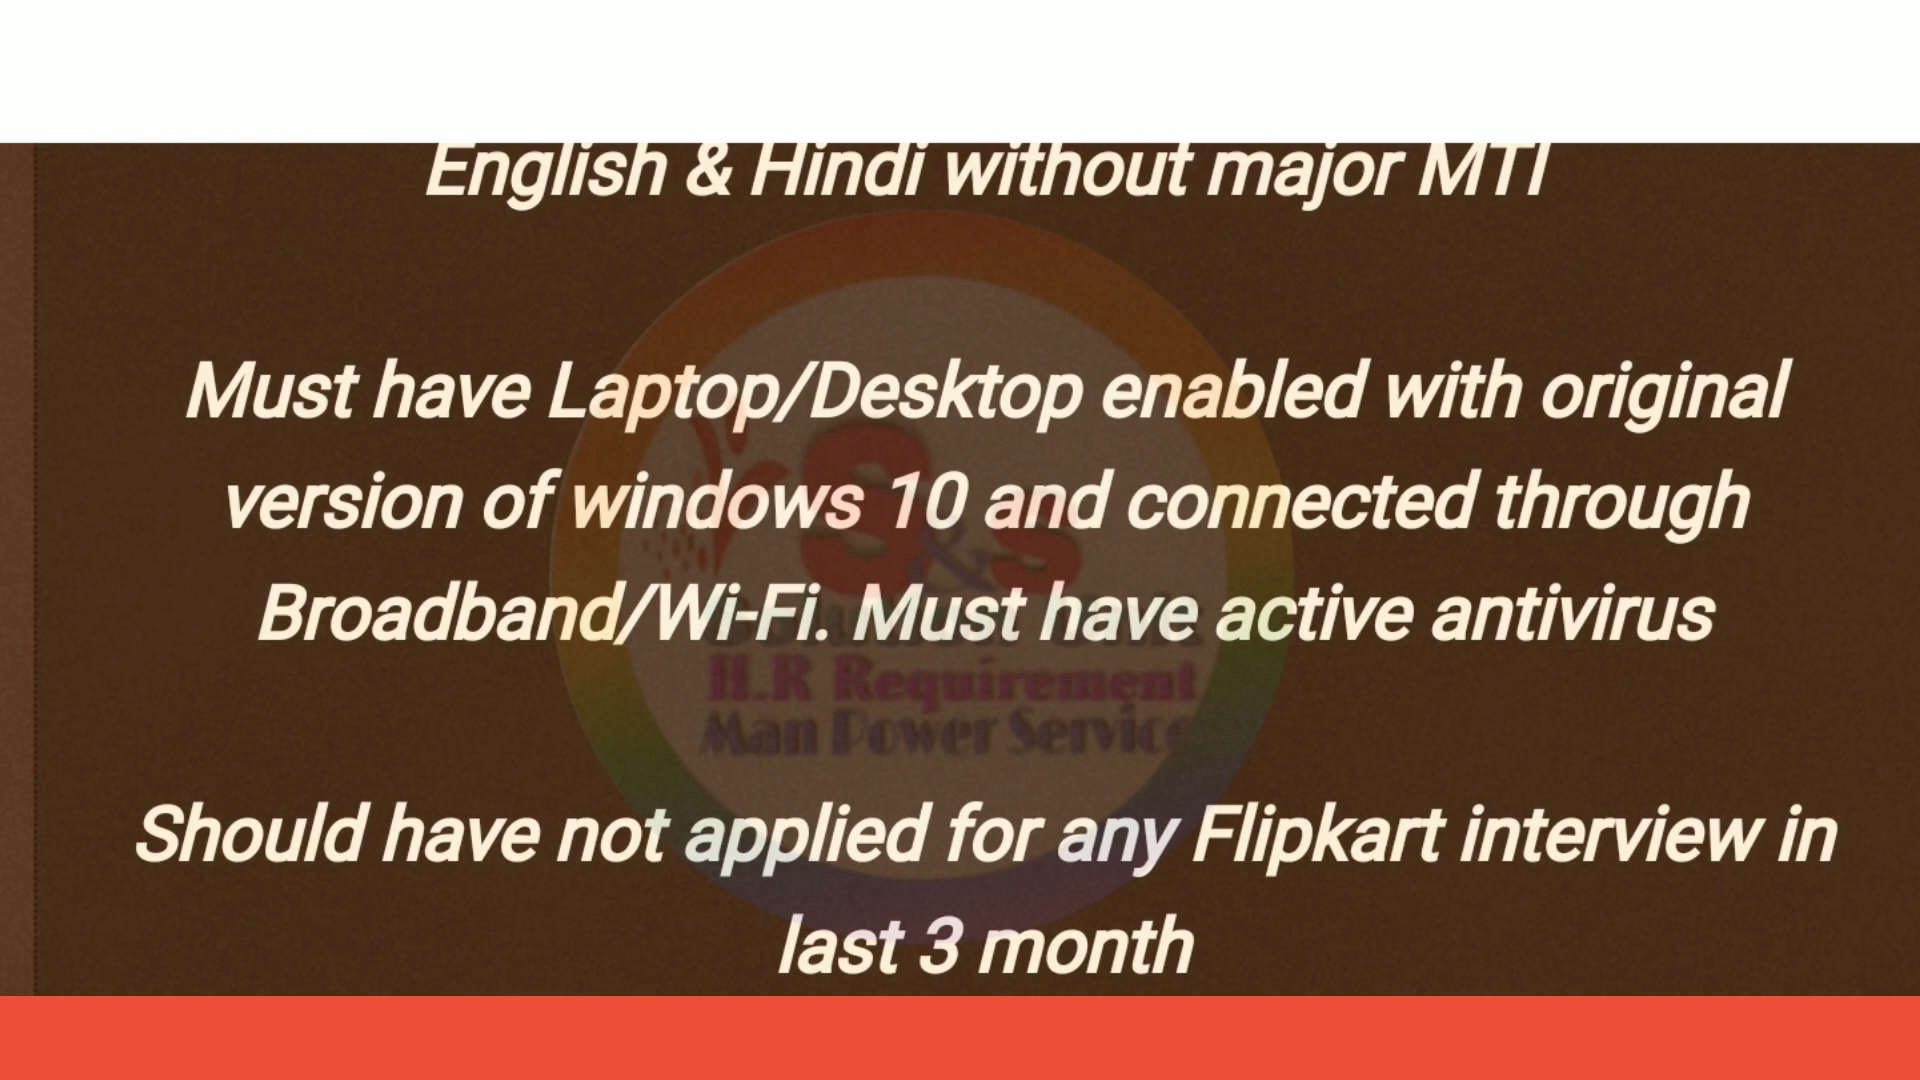 English & Hindi without major MTI
Must have Laptop/Desktop enabled with original
version of windows 10 and connected through
Broadband/Wi-Fi. Must have active antivirus
Should have not applied for any Flipkart interview in
last 3 month
S&S
H.R Requirement
Man Power Service